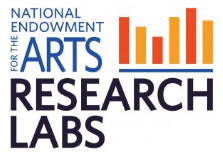 NATIONAL
ENDOWMENT
FOR THE
ARTS
RESEARCH
LABS